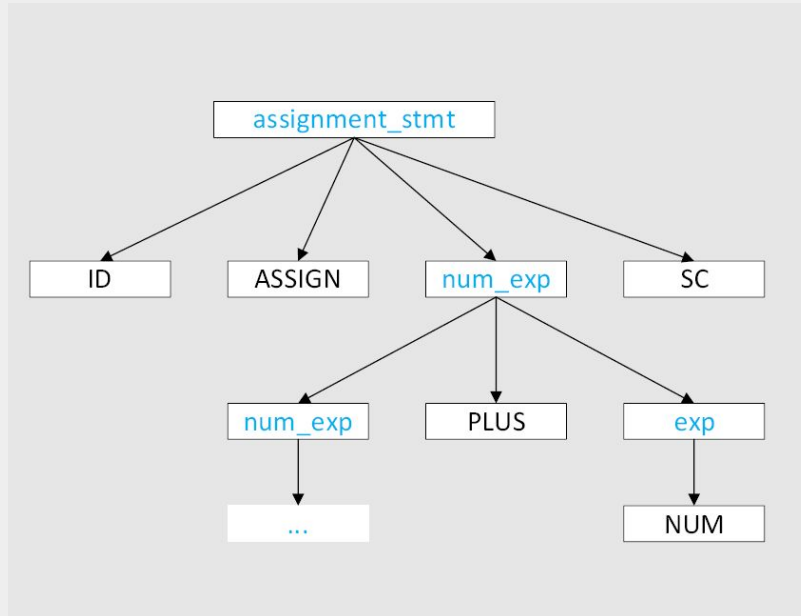 assignment_stmt
ID
ASSIGN
num_exp
SC
num_exp
PLUS
exp
...
NUM